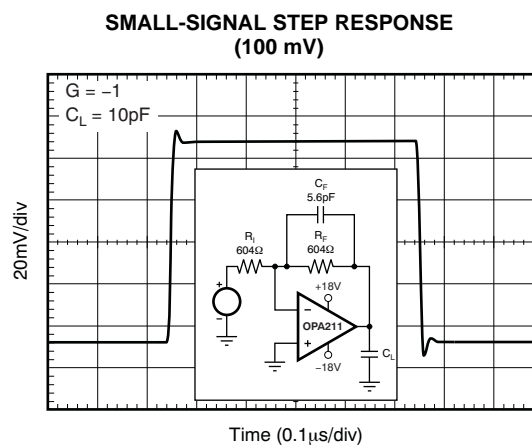 SMALL-SIGNAL STEP RESPONSE
(100 mV)
G = −1
C_L = 10pF
C_F
5.6pF
R_I
604Ω
R_F
604Ω
+18V
OPA211
−18V
C_L
20mV/div
Time (0.1µs/div)